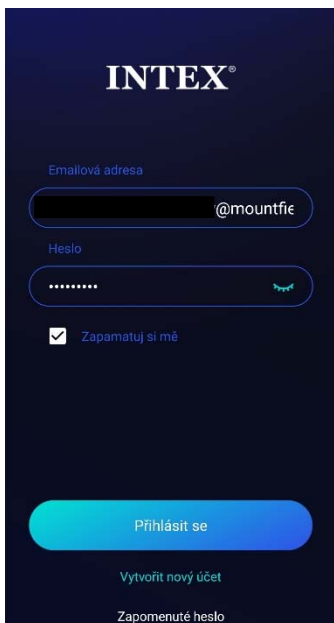 INTEX®
Emailová adresa
@mountfie
Heslo
•••••••••
Zapamatuj si mě
Přihlásit se
Vytvořit nový účet
Zapomenuté heslo